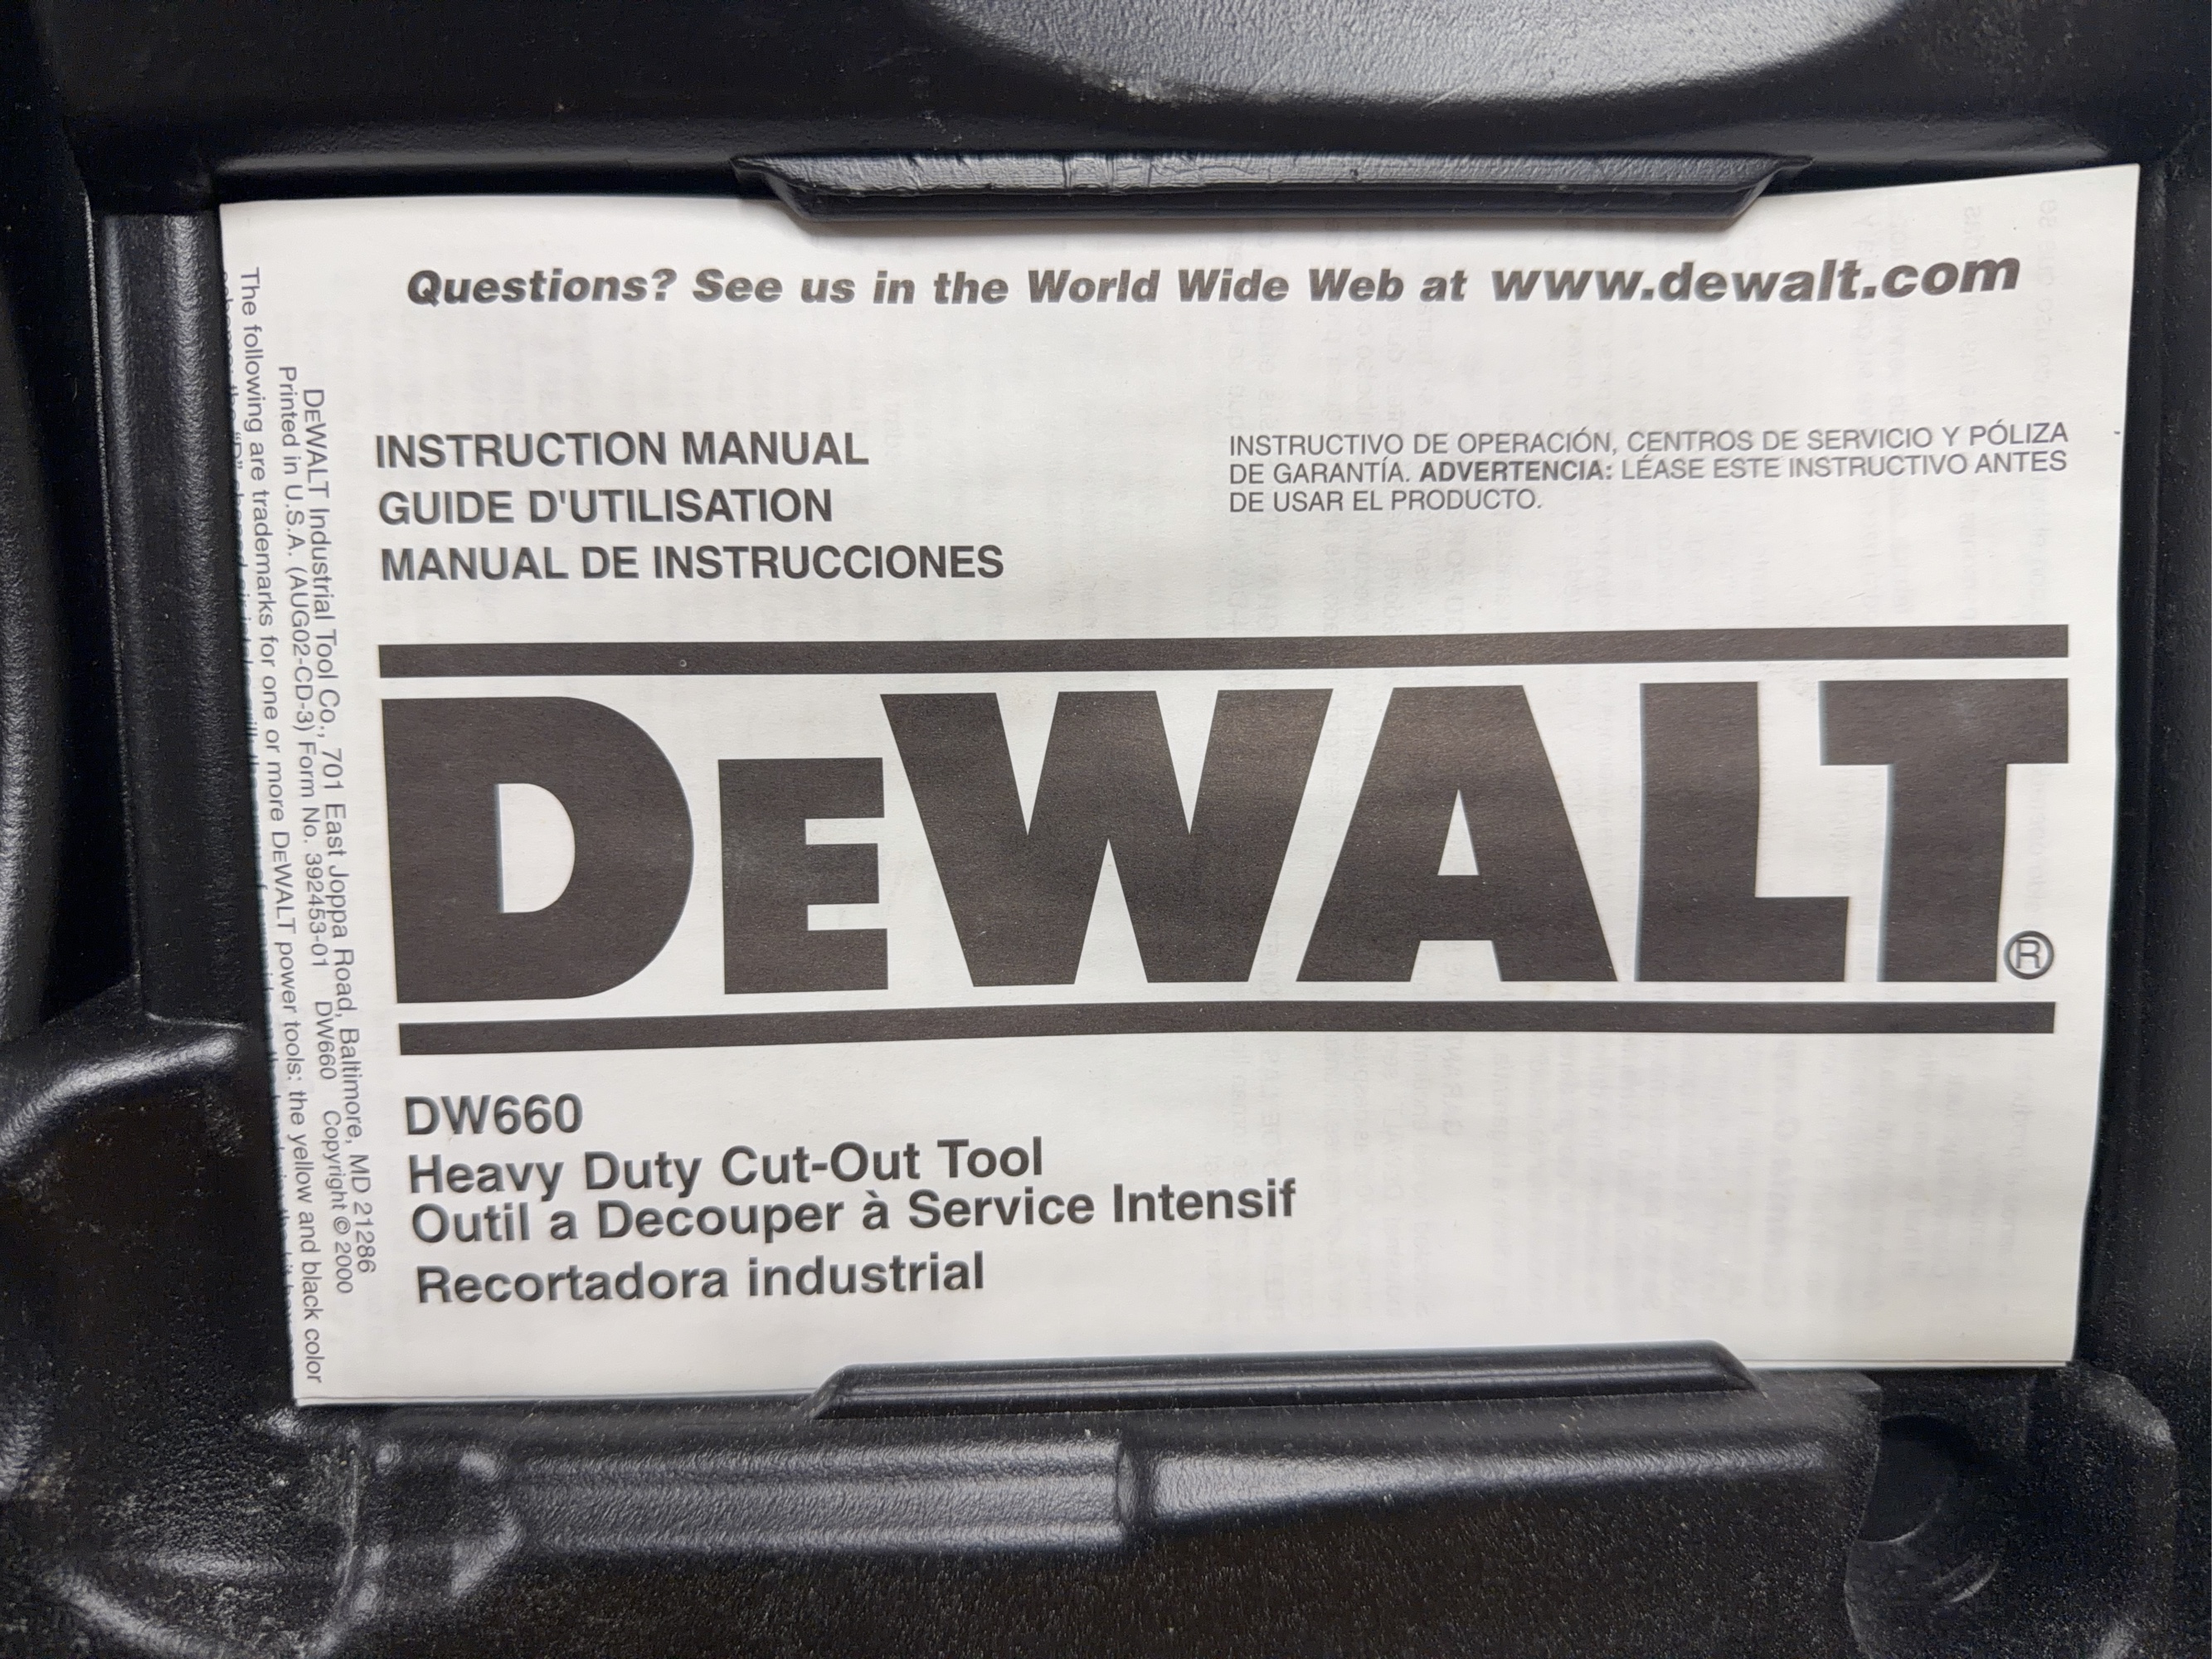 Questions? See us in the World Wide Web at www.dewalt.com
INSTRUCTION MANUAL
GUIDE D'UTILISATION
MANUAL DE INSTRUCCIONES
INSTRUCTIVO DE OPERACIÓN, CENTROS DE SERVICIO Y PÓLIZA
DE GARANTÍA. ADVERTENCIA: LÉASE ESTE INSTRUCTIVO ANTES
DE USAR EL PRODUCTO.
DEWALT®
DW660
Heavy Duty Cut-Out Tool
Outil a Decouper à Service Intensif
Recortadora industrial
DEWALT Industrial Tool Co., 701 East Joppa Road, Baltimore, MD 21286
Printed in U.S.A. (AUG02-CD-3) Form No. 392453-01 DW660 Copyright © 2000
The following are trademarks for one or more DEWALT power tools: the yellow and black color